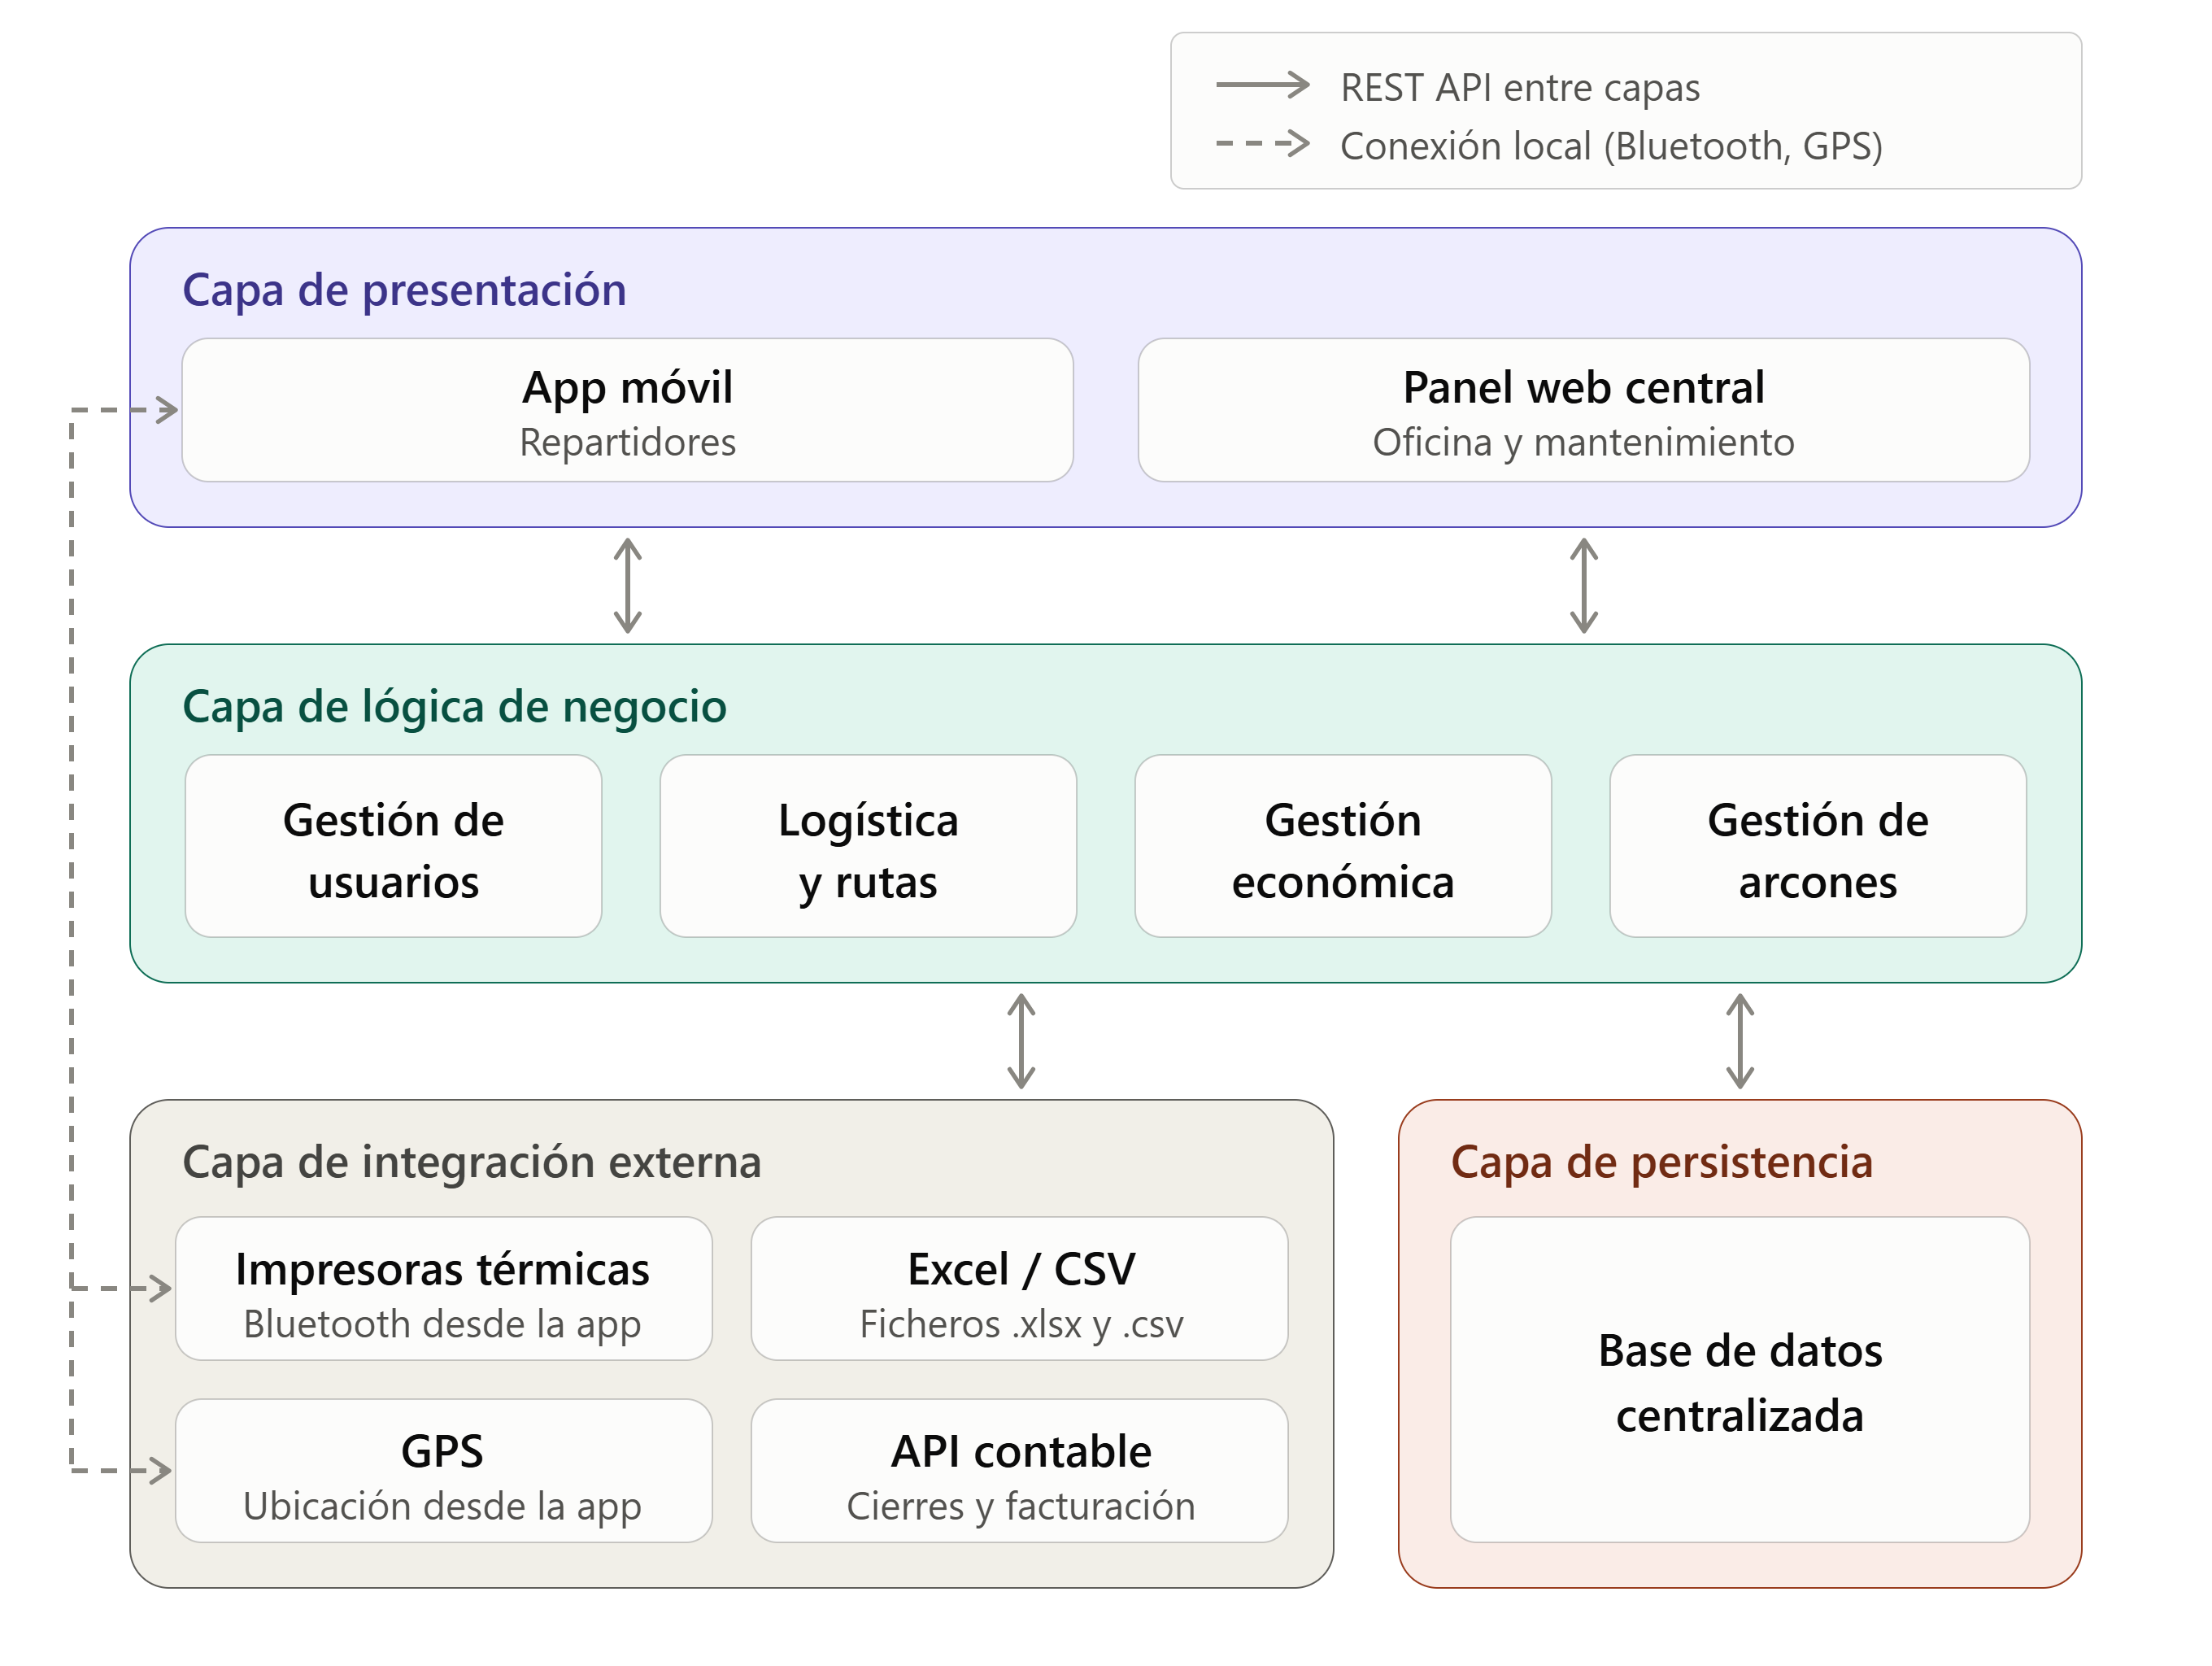 REST API entre capas
Conexión local (Bluetooth, GPS)
Capa de presentación
App móvil
Repartidores
Panel web central
Oficina y mantenimiento
Capa de lógica de negocio
Gestión de
usuarios
Logística
y rutas
Gestión
económica
Gestión de
arcones
Capa de integración externa
Impresoras térmicas
Bluetooth desde la app
Excel / CSV
Ficheros .xlsx y .csv
GPS
Ubicación desde la app
API contable
Cierres y facturación
Capa de persistencia
Base de datos
centralizada